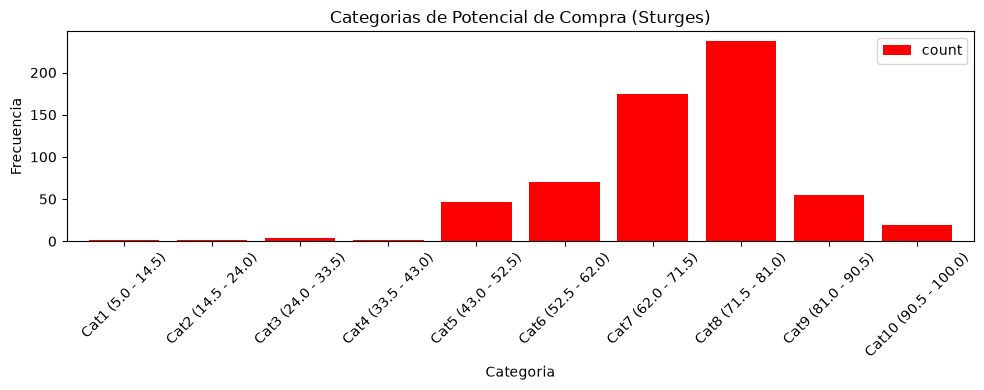 Categorias de Potencial de Compra (Sturges)
count
Frecuencia
200
150
100
50
0
Cat1 (5.0 - 14.5)
Cat2 (14.5 - 24.0)
Cat3 (24.0 - 33.5)
Cat4 (33.5 - 43.0)
Cat5 (43.0 - 52.5)
Cat6 (52.5 - 62.0)
Cat7 (62.0 - 71.5)
Cat8 (71.5 - 81.0)
Cat9 (81.0 - 90.5)
Cat10 (90.5 - 100.0)
Categoria